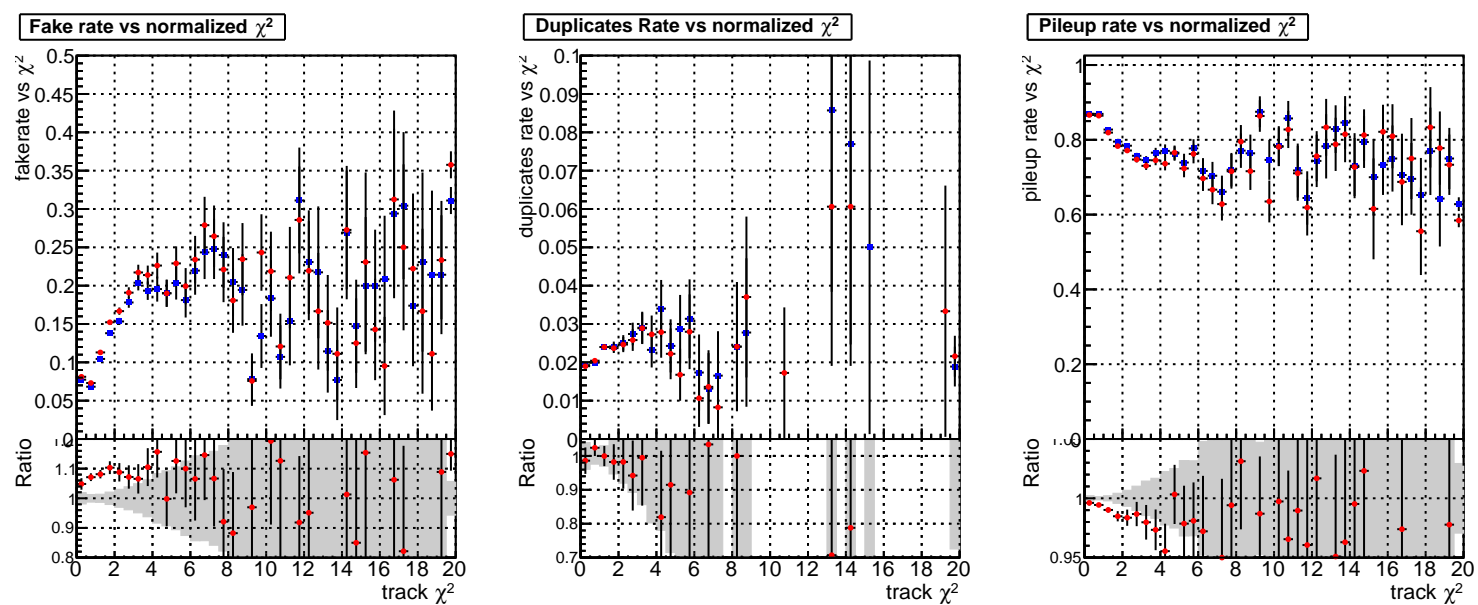 Fake rate vs normalized χ²
fakerate vs χ²
0.5
0.45
0.4
0.35
0.3
0.25
0.2
0.15
0.1
0.05
Ratio
1.1
1
0.9
0.8
0 2 4 6 8 10 12 14 16 18 20
track χ²
Duplicates Rate vs normalized χ²
duplicates rate vs χ²
0.1
0.09
0.08
0.07
0.06
0.05
0.04
0.03
0.02
0.01
Ratio
1
0.9
0.8
0.7
0 2 4 6 8 10 12 14 16 18 20
track χ²
Pileup rate vs normalized χ²
pileup rate vs χ²
1
0.8
0.6
0.4
0.2
Ratio
1
0.95
0 2 4 6 8 10 12 14 16 18 20
track χ²